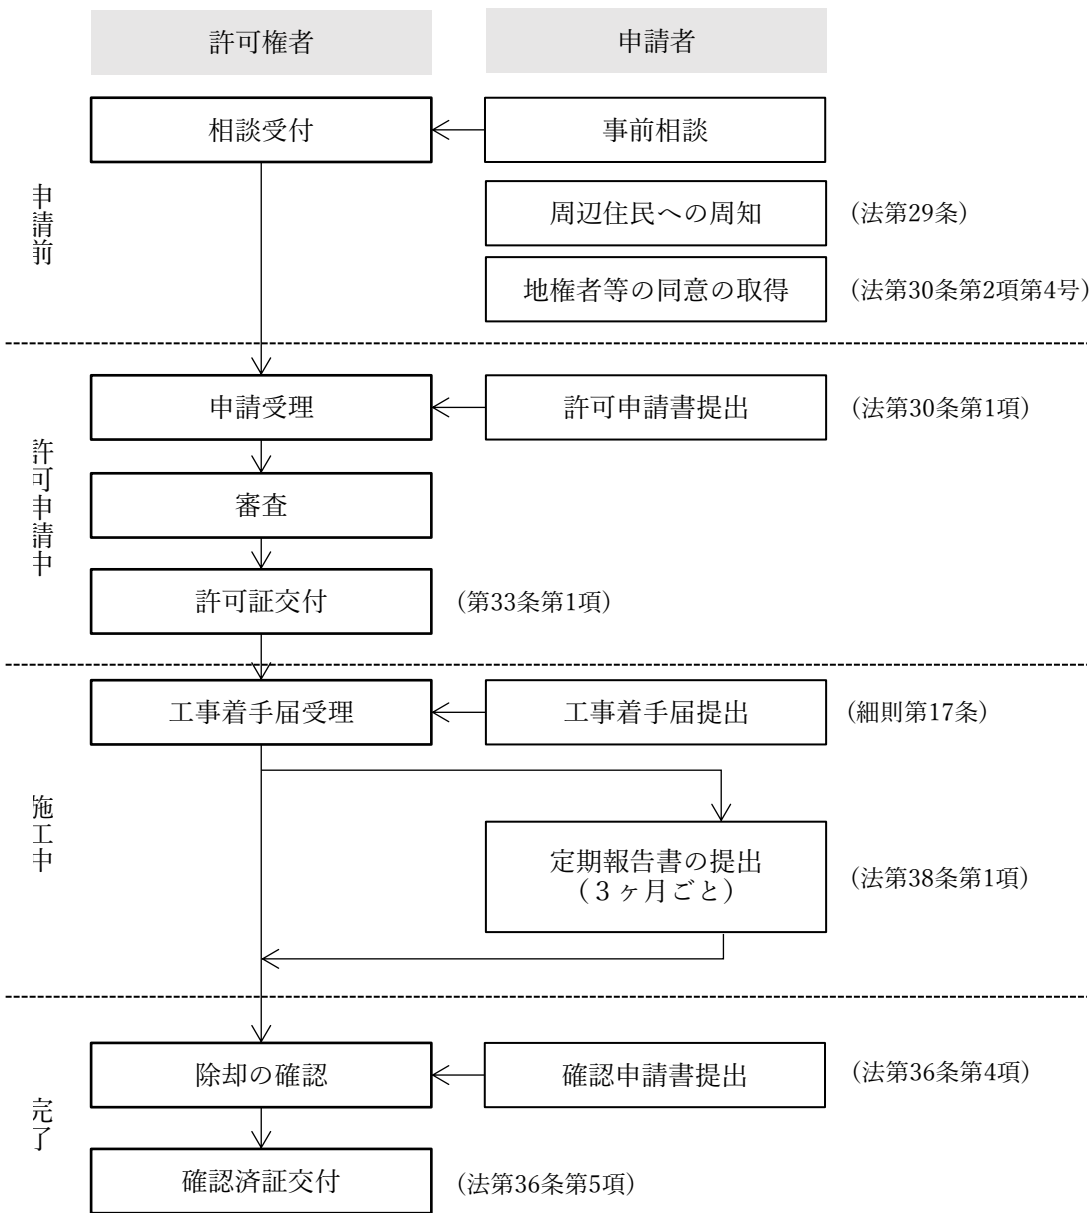 許可権者
申請者
申請前
相談受付
事前相談
周辺住民への周知
(法第29条)
地権者等の同意の取得
(法第30条第2項第4号)
許可申請中
申請受理
許可申請書提出
(法第30条第1項)
審査
許可証交付
(第33条第1項)
施工中
工事着手届受理
工事着手届提出
(細則第17条)
定期報告書の提出
(３ヶ月ごと)
(法第38条第1項)
完了
除却の確認
確認申請書提出
(法第36条第4項)
確認済証交付
(法第36条第5項)